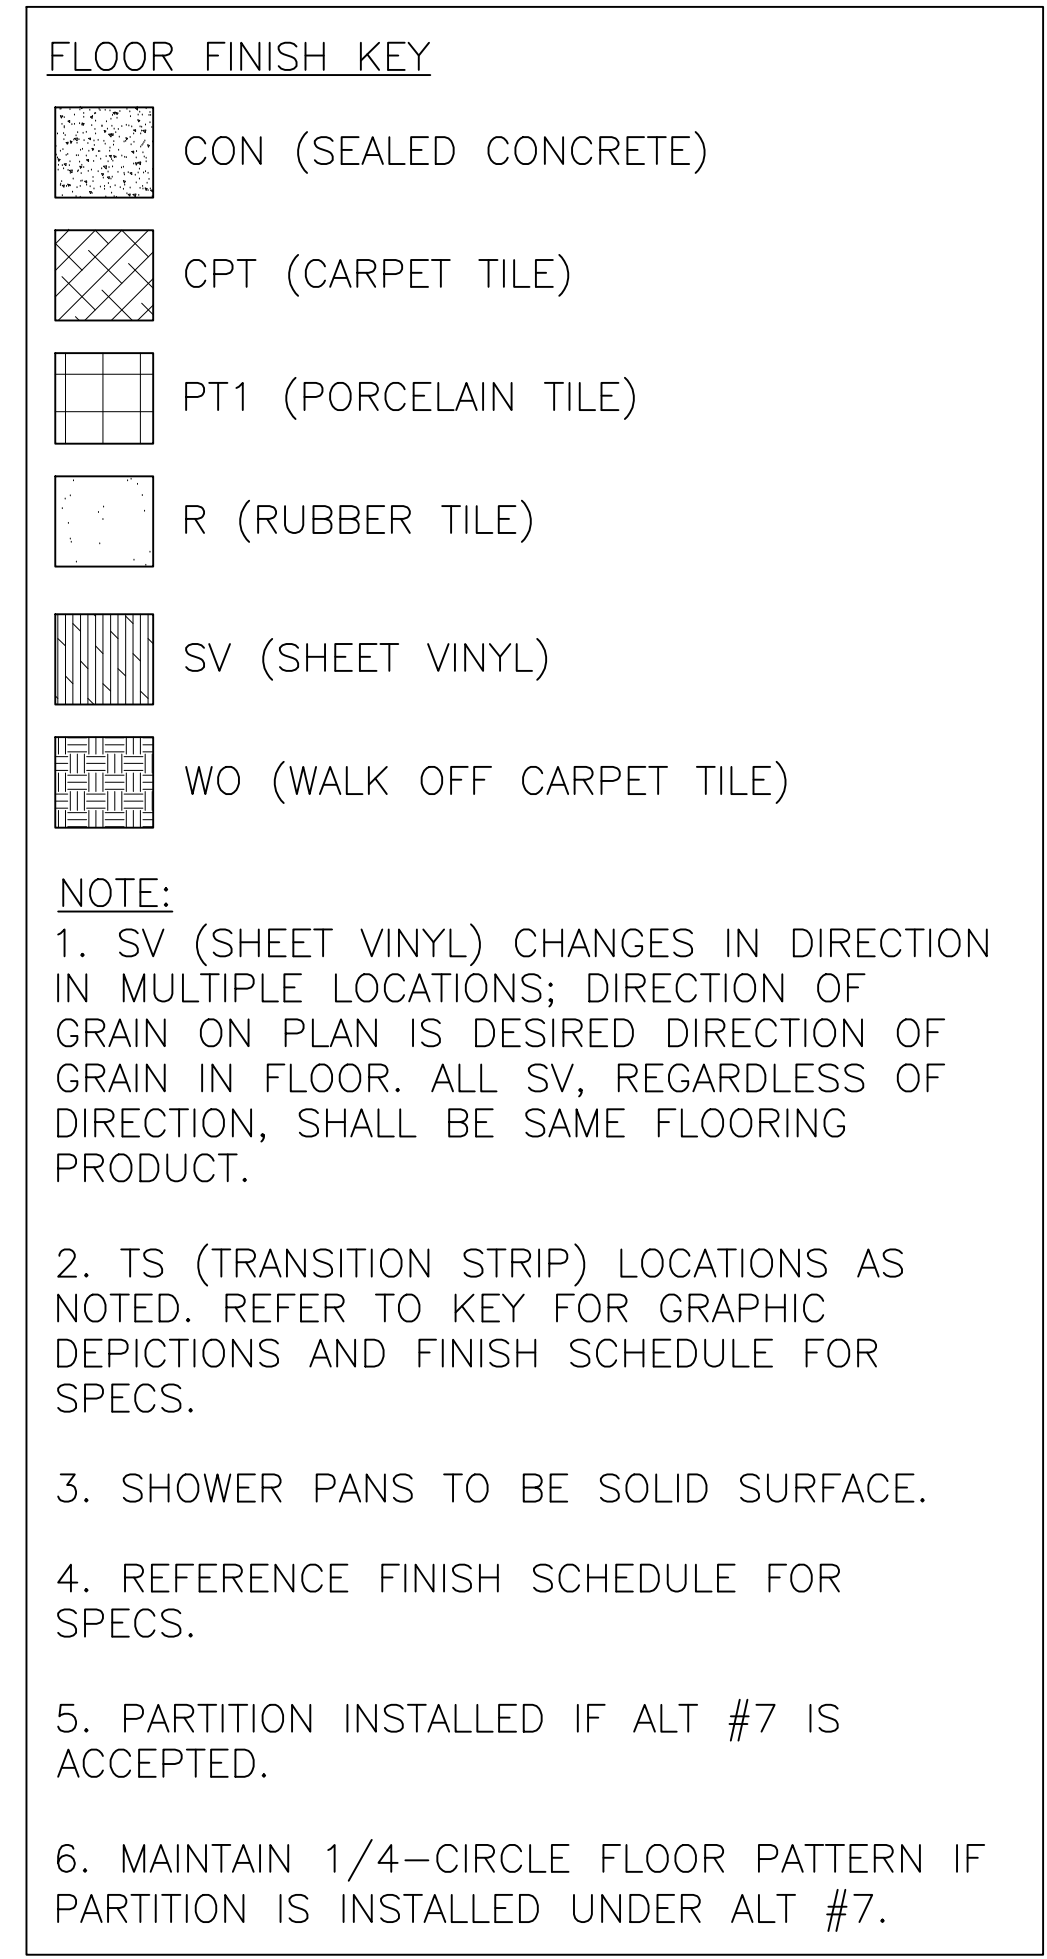 FLOOR FINISH KEY
CON (SEALED CONCRETE)
CPT (CARPET TILE)
PT1 (PORCELAIN TILE)
R (RUBBER TILE)
SV (SHEET VINYL)
WO (WALK OFF CARPET TILE)
NOTE:
1. SV (SHEET VINYL) CHANGES IN DIRECTION
IN MULTIPLE LOCATIONS; DIRECTION OF
GRAIN ON PLAN IS DESIRED DIRECTION OF
GRAIN IN FLOOR. ALL SV, REGARDLESS OF
DIRECTION, SHALL BE SAME FLOORING
PRODUCT.
2. TS (TRANSITION STRIP) LOCATIONS AS
NOTED. REFER TO KEY FOR GRAPHIC
DEPICTIONS AND FINISH SCHEDULE FOR
SPECS.
3. SHOWER PANS TO BE SOLID SURFACE.
4. REFERENCE FINISH SCHEDULE FOR
SPECS.
5. PARTITION INSTALLED IF ALT #7 IS
ACCEPTED.
6. MAINTAIN 1/4-CIRCLE FLOOR PATTERN IF
PARTITION IS INSTALLED UNDER ALT #7.